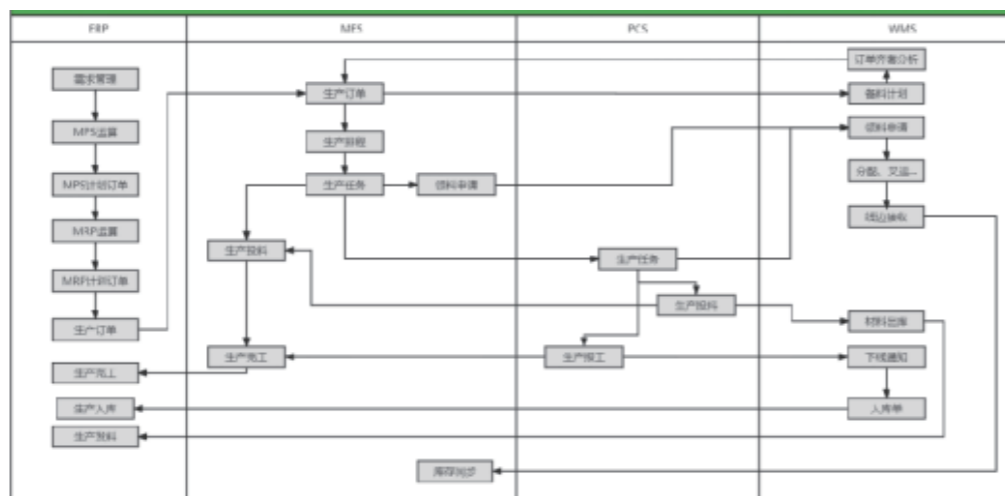 ERP
MES
PCS
WMS
需求管理
MPS运算
MPS计划订单
MRP运算
MRP计划订单
生产订单
生产完工
生产入库
生产投料
生产订单
生产排程
生产任务
领料申请
生产投料
生产完工
库存同步
生产任务
生产投料
生产报工
订单齐套分析
备料计划
领料申请
分配、叉运...
线边接收
材料出库
下线通知
入库单